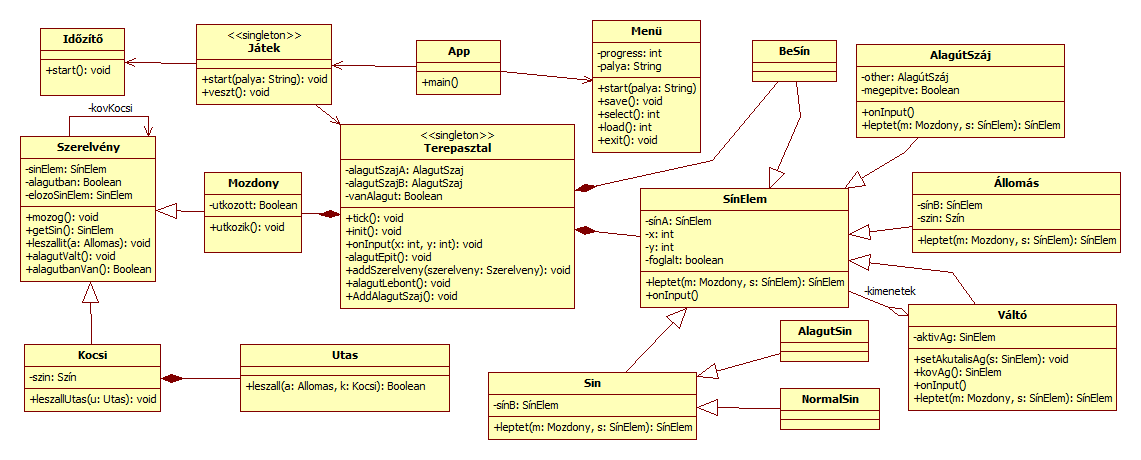 Időzítő
+start(): void
<<singleton>>
Játék
+start(palya: String): void
+veszt(): void
App
+main()
Menü
-progress: int
-palya: String
+start(palya: String)
+save(): void
+select(): int
+load(): int
+exit(): void
BeSín
AlagútSzáj
-other: AlagútSzáj
-megepitve: Boolean
+onInput()
+leptet(m: Mozdony, s: SínElem): SínElem
-kovKocsi
Szerelvény
-sinElem: SínElem
-alagutban: Boolean
-elozoSinElem: SinElem
+mozog(): void
+getSin(): SinElem
+leszallit(a: Allomas): void
+alagutValt(): void
+alagutbanVan(): Boolean
Mozdony
-utkozott: Boolean
+utkozik(): void
<<singleton>>
Terepasztal
-alagutSzajA: AlagutSzaj
-alagutSzajB: AlagutSzaj
-vanAlagut: Boolean
+tick(): void
+init(): void
+onInput(x: int, y: int): void
-alagutEpit(): void
+addSzerelveny(szerelveny: Szerelveny): void
+alagutLebont(): void
+AddAlagutSzaj(): void
SínElem
-sínA: SínElem
-x: int
-y: int
-foglalt: boolean
+leptet(m: Mozdony, s: SínElem): SínElem
+onInput()
Állomás
-sínB: SínElem
-szin: Szín
+leptet(m: Mozdony, s: SínElem): SínElem
-kimenetek
Váltó
-aktivAg: SinElem
+setAkutalisAg(s: SinElem): void
+kovAg(): SinElem
+onInput()
+leptet(m: Mozdony, s: SínElem): SínElem
Kocsi
-szin: Szín
+leszallUtas(u: Utas): void
Utas
+leszall(a: Allomas, k: Kocsi): Boolean
Sin
-sínB: SínElem
+leptet(m: Mozdony, s: SínElem): SínElem
AlagutSin
NormalSin